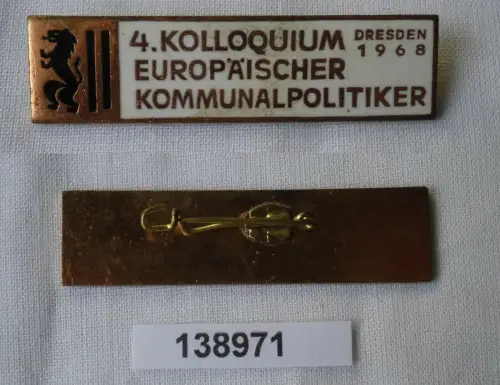 4. KOLLOQUIUM DRESDEN 1968
EUROPÄISCHER
KOMMUNALPOLITIKER
138971